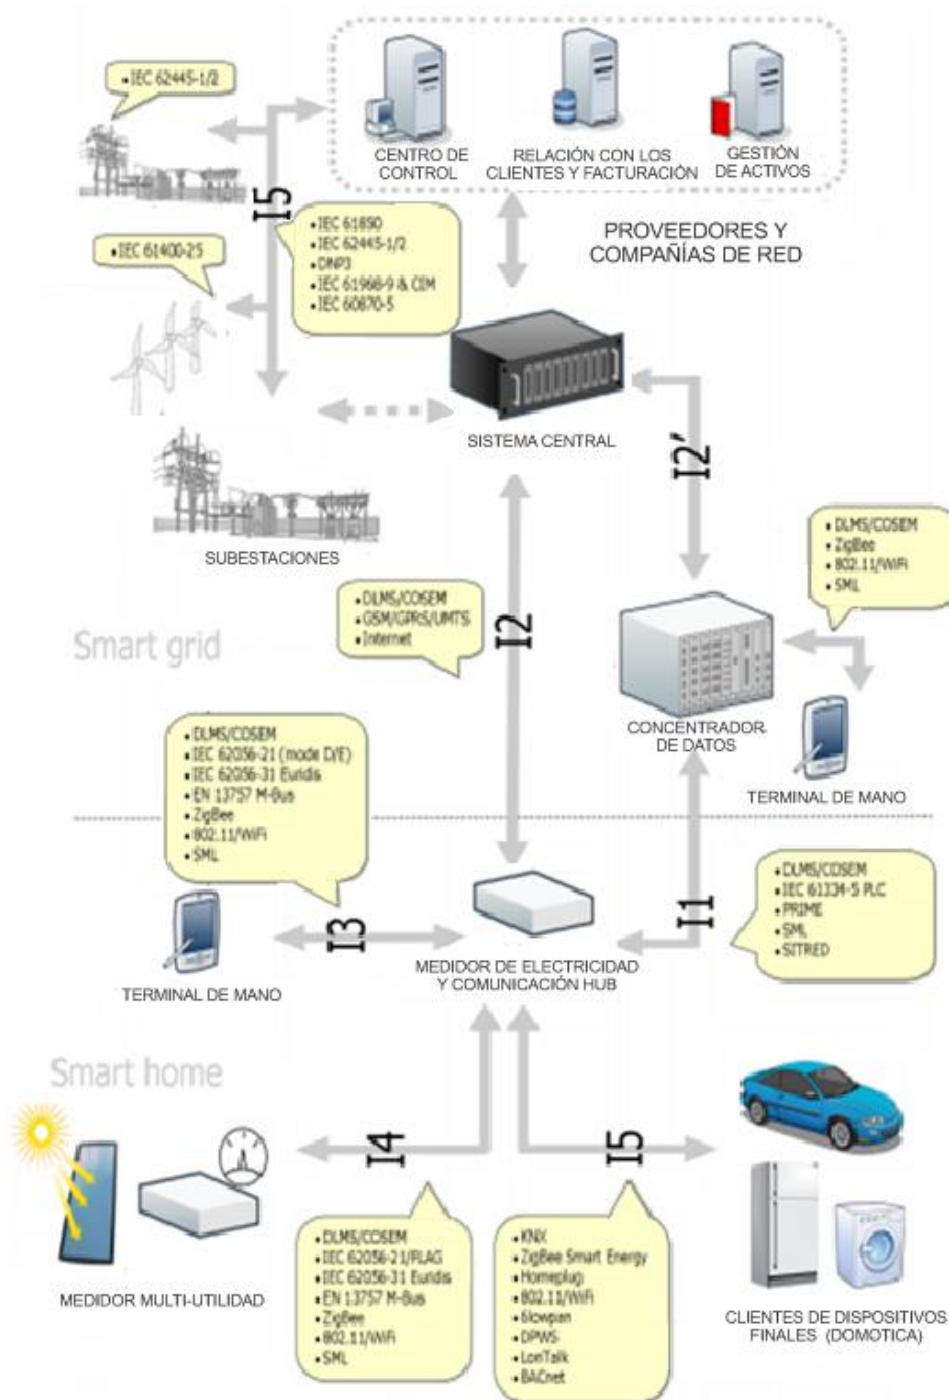 • IEC 62445-1/2
CENTRO DE
CONTROL
RELACIÓN CON LOS
CLIENTES Y FACTURACIÓN
GESTIÓN
DE ACTIVOS
I5
• IEC 61850
• IEC 62445-1/2
• DNP3
• IEC 61968-9 & CIM
• IEC 60870-5
PROVEEDORES Y
COMPAÑÍAS DE RED
• IEC 61400-25
SISTEMA CENTRAL
I2'
SUBESTACIONES
• DLMS/COSEM
• ZigBee
• 802.11/WiFi
• SML
• DLMS/COSEM
• GSM/GPRS/UMTS
• Internet
I2
Smart grid
CONCENTRADOR
DE DATOS
TERMINAL DE MANO
• DLMS/COSEM
• IEC 62056-21 (mode D/E)
• IEC 62056-31 Euridis
• EN 13757 M-Bus
• ZigBee
• 802.11/WiFi
• SML
I1
• DLMS/COSEM
• IEC 61334-5 PLC
• PRIME
• SML
• SITRED
I3
TERMINAL DE MANO
MEDIDOR DE ELECTRICIDAD
Y COMUNICACIÓN HUB
Smart home
I4
I5
MEDIDOR MULTI-UTILIDAD
• DLMS/COSEM
• IEC 62056-21/FLAG
• IEC 62056-31 Euridis
• EN 13757 M-Bus
• ZigBee
• 802.11/WiFi
• SML
• KNX
• ZigBee Smart Energy
• Homeplug
• 802.11/WiFi
• 6lowpan
• DPWS
• LonTalk
• BACnet
CLIENTES DE DISPOSITIVOS
FINALES (DOMOTICA)